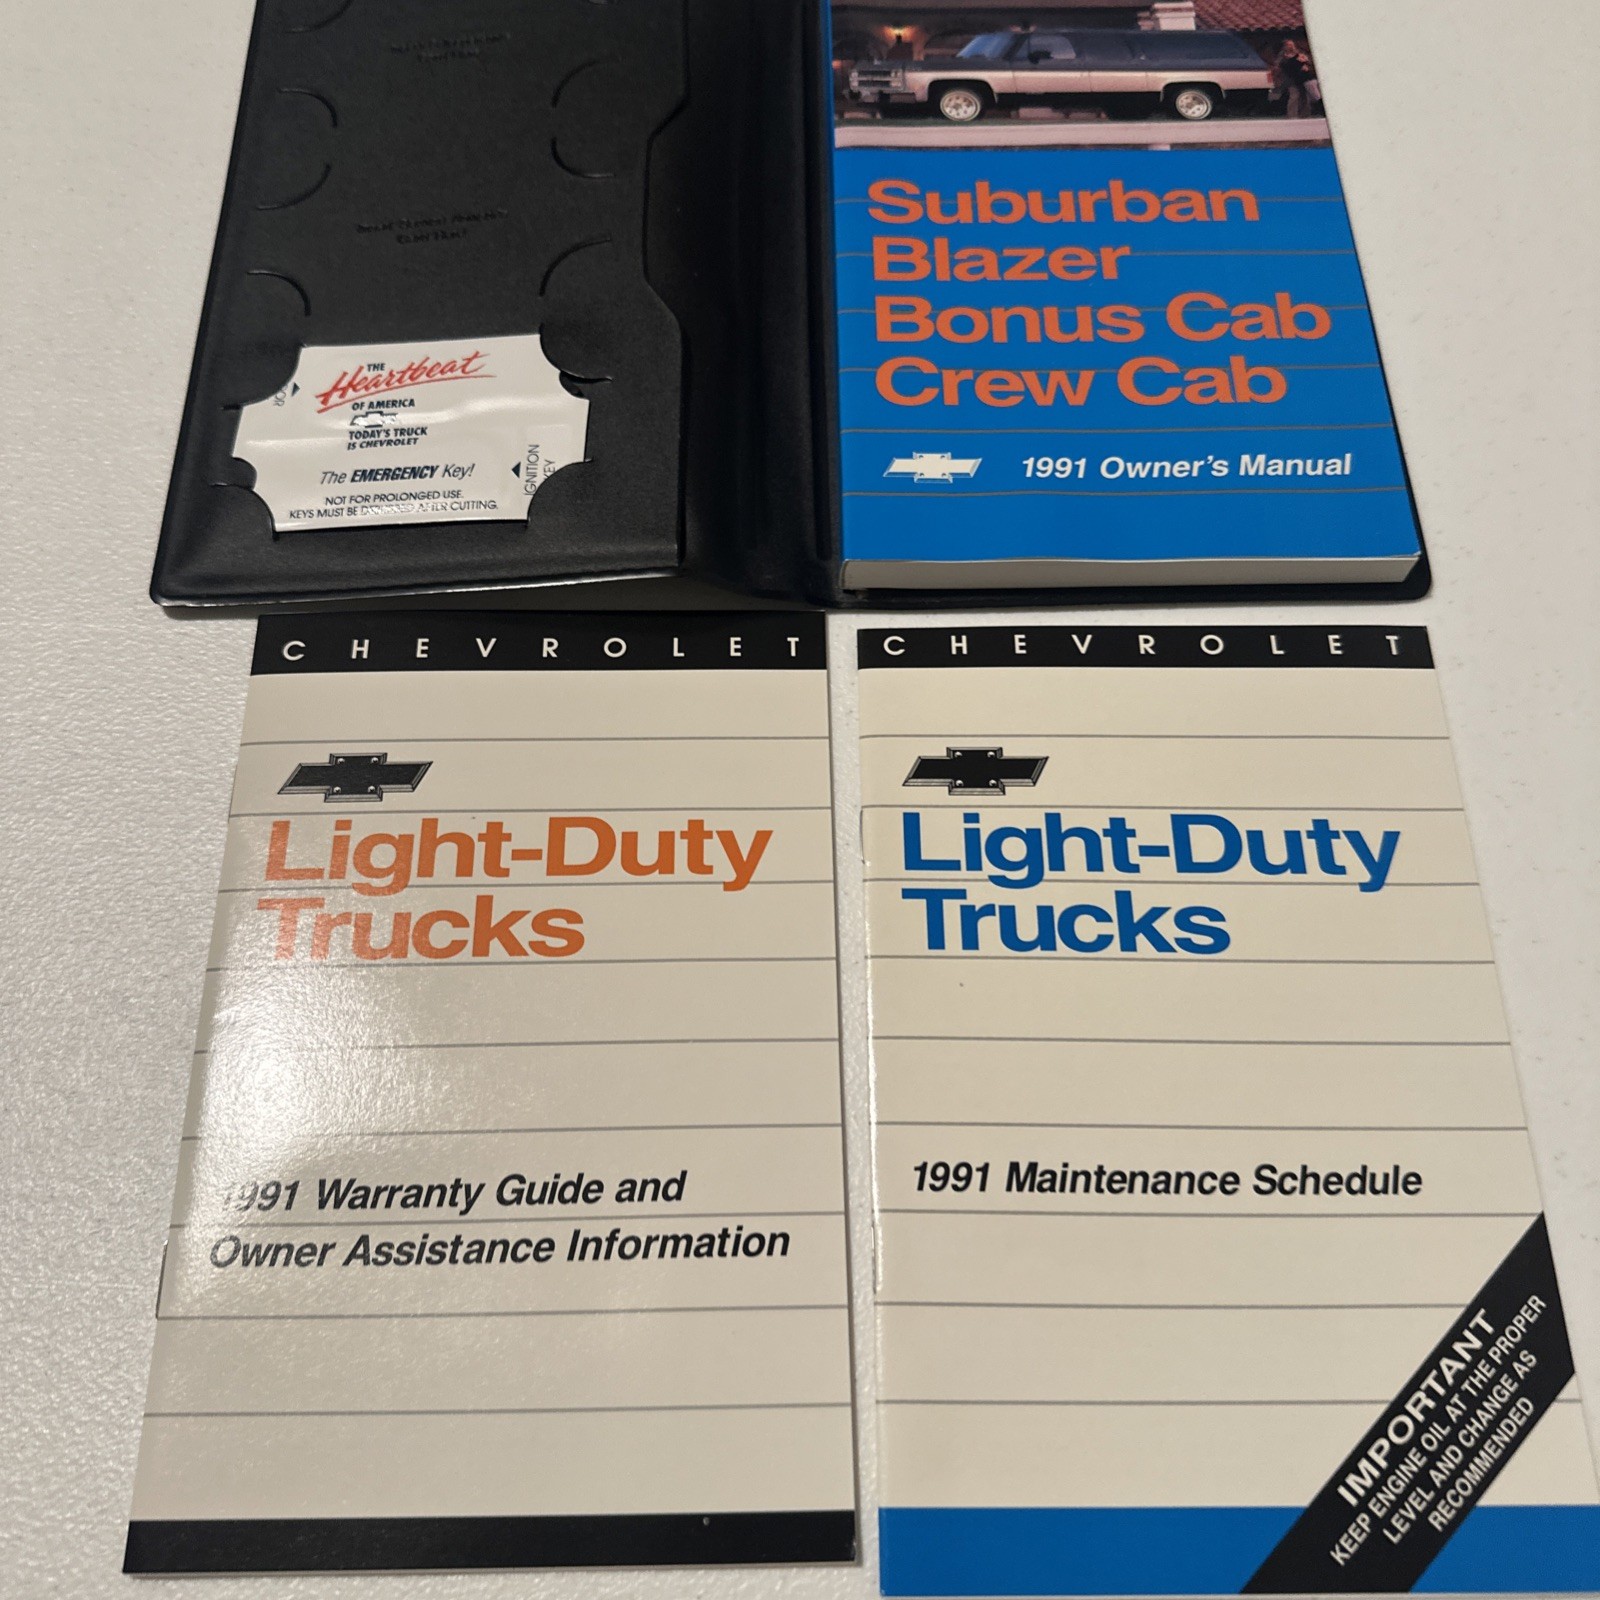 THE
Heartbeat
OF AMERICA
TODAY'S TRUCK
IS CHEVROLET
The EMERGENCY Key!
NOT FOR PROLONGED USE.
KEYS MUST BE AFTER CUTTING.
IGNITION
KEY
Suburban
Blazer
Bonus Cab
Crew Cab
1991 Owner's Manual
CHEVROLET
Light-Duty
Trucks
1991 Warranty Guide and
Owner Assistance Information
CHEVROLET
Light-Duty
Trucks
1991 Maintenance Schedule
IMPORTANT
KEEP ENGINE OIL AT THE PROPER
LEVEL AND CHANGE AS
RECOMMENDED